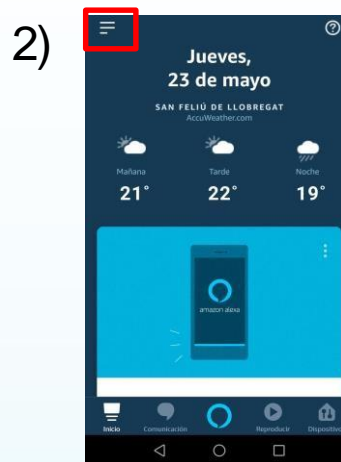 2)
Jueves,
23 de mayo
SAN FELIÚ DE LLOBREGAT
AccuWeather.com
Mañana Tarde Noche
21° 22° 19°
amazon alexa
Inicio Comunicación Reproducir Dispositivo